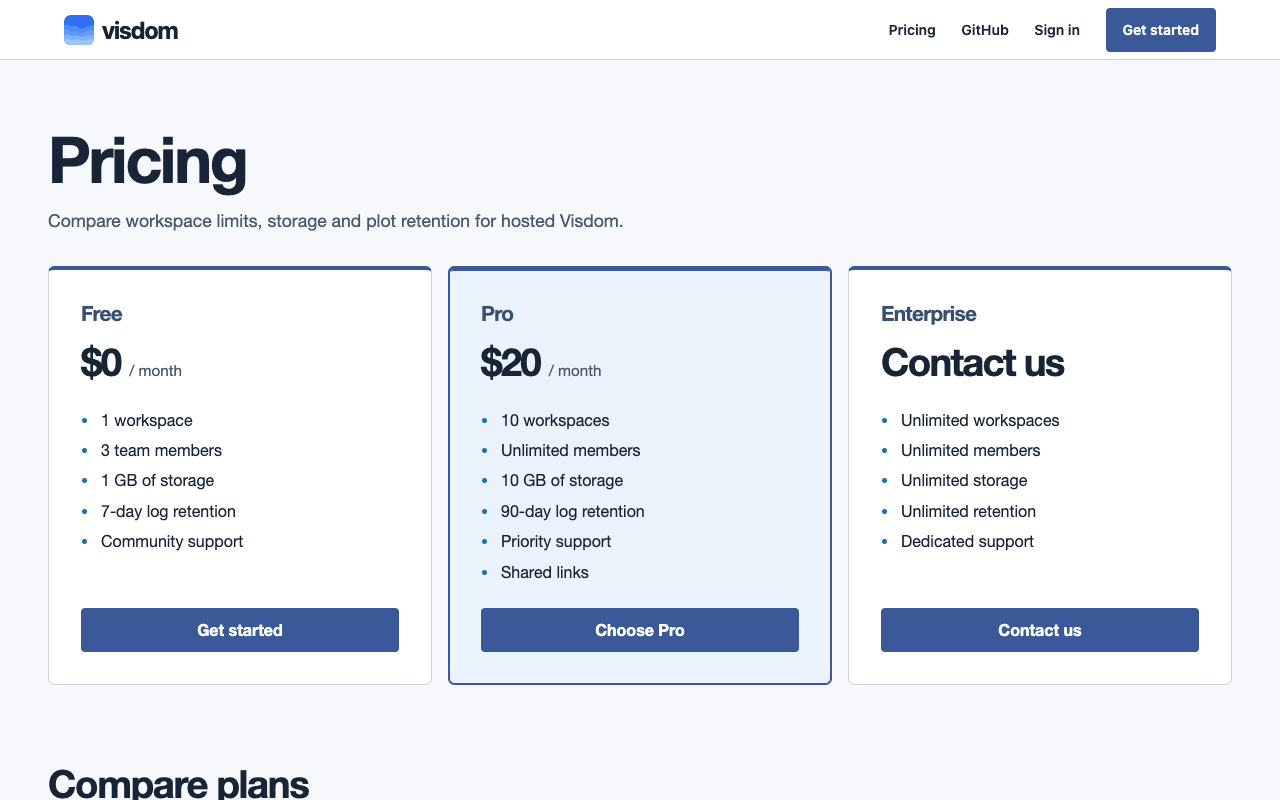 visdom
Pricing
GitHub
Sign in
Get started
Pricing
Compare workspace limits, storage and plot retention for hosted Visdom.
Free
$0 / month
• 1 workspace
• 3 team members
• 1 GB of storage
• 7-day log retention
• Community support
Get started
Pro
$20 / month
• 10 workspaces
• Unlimited members
• 10 GB of storage
• 90-day log retention
• Priority support
• Shared links
Choose Pro
Enterprise
Contact us
• Unlimited workspaces
• Unlimited members
• Unlimited storage
• Unlimited retention
• Dedicated support
Contact us
Compare plans